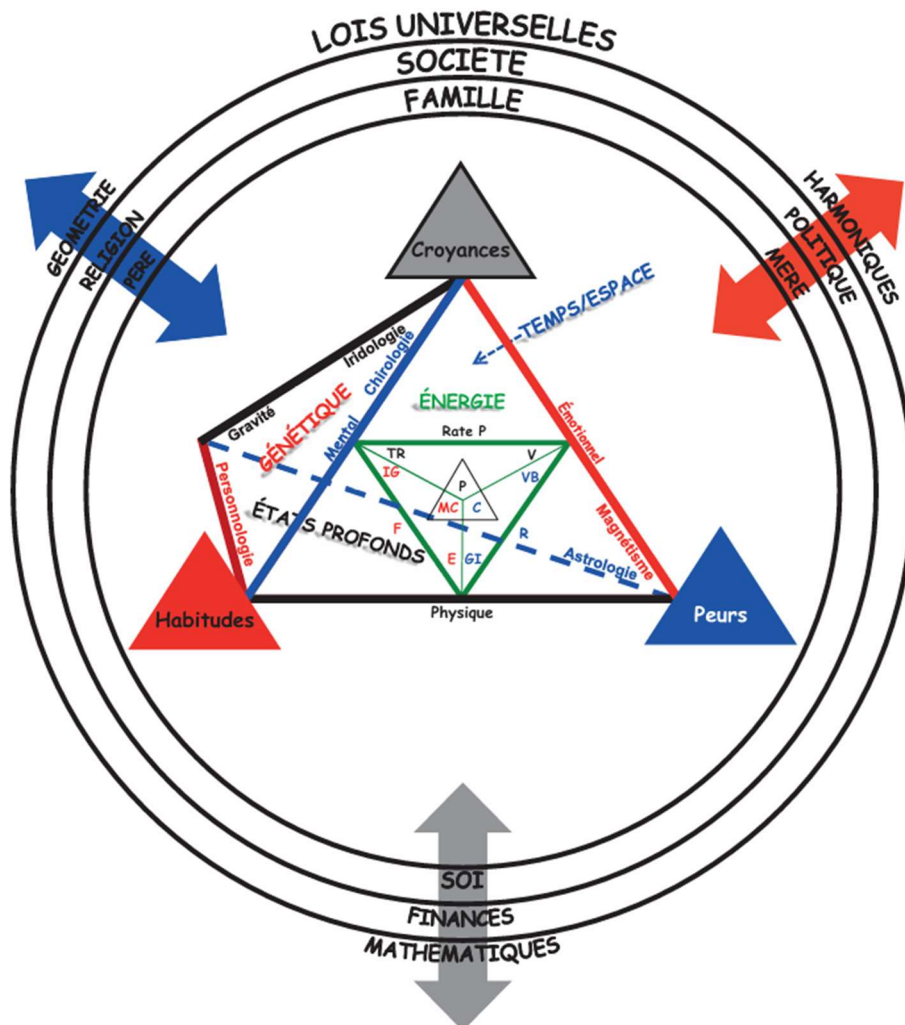 LOIS UNIVERSELLES
SOCIETE
FAMILLE
GEOMETRIE
RELIGION
PERE
HARMONIQUES
POLITIQUE
MERE
Croyances
TEMPS/ESPACE
Iridologie
Chirologie
Gravité
GÉNÉTIQUE
Mental
ÉNERGIE
Émotionnel
Rate P
TR
V
IG
P
VB
MC
C
Personnologie
ÉTATS PROFONDS
F
R
E
GI
Astrologie
Magnétisme
Habitudes
Physique
Peurs
SOI
FINANCES
MATHEMATIQUES